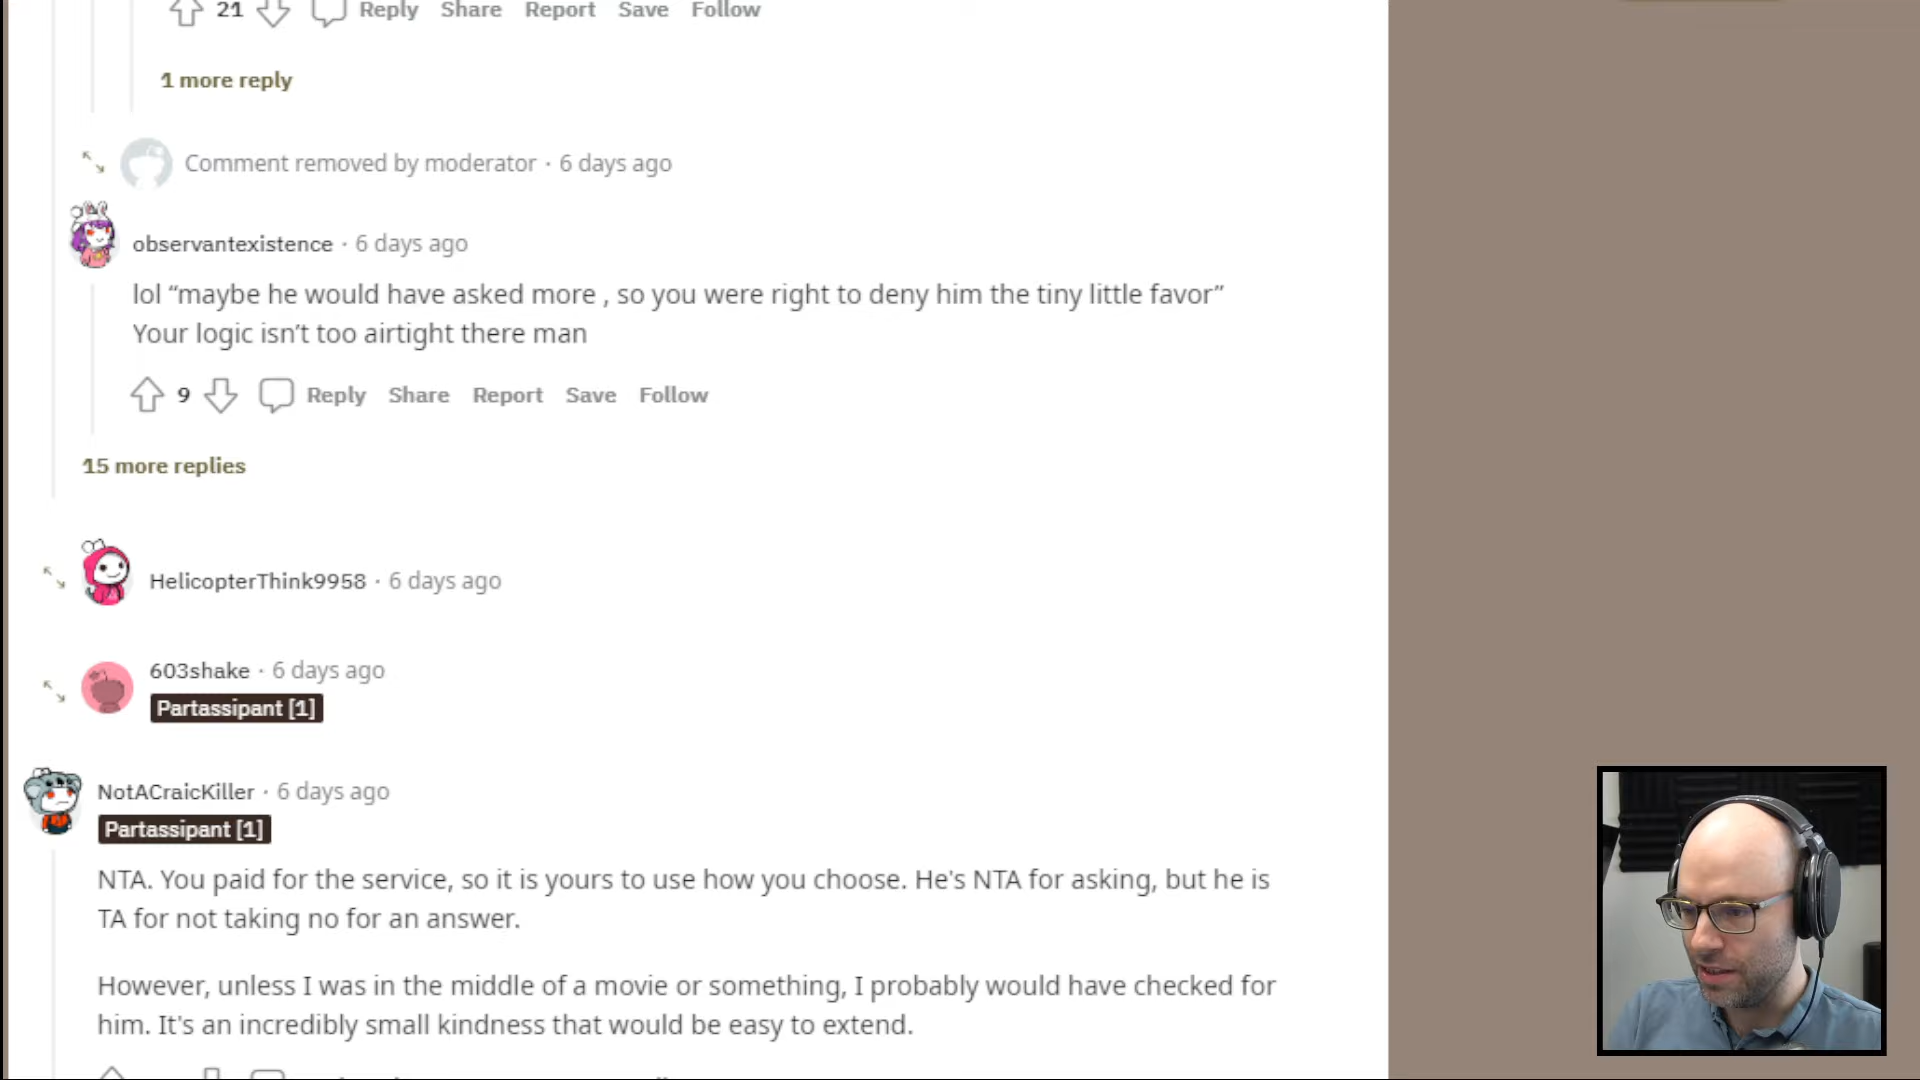 21 Reply Share Report Save Follow
1 more reply
Comment removed by moderator · 6 days ago
observantexistence · 6 days ago
lol “maybe he would have asked more , so you were right to deny him the tiny little favor”
Your logic isn’t too airtight there man
9 Reply Share Report Save Follow
15 more replies
HelicopterThink9958 · 6 days ago
603shake · 6 days ago
Partassipant [1]
NotACraicKiller · 6 days ago
Partassipant [1]
NTA. You paid for the service, so it is yours to use how you choose. He's NTA for asking, but he is
TA for not taking no for an answer.
However, unless I was in the middle of a movie or something, I probably would have checked for
him. It's an incredibly small kindness that would be easy to extend.